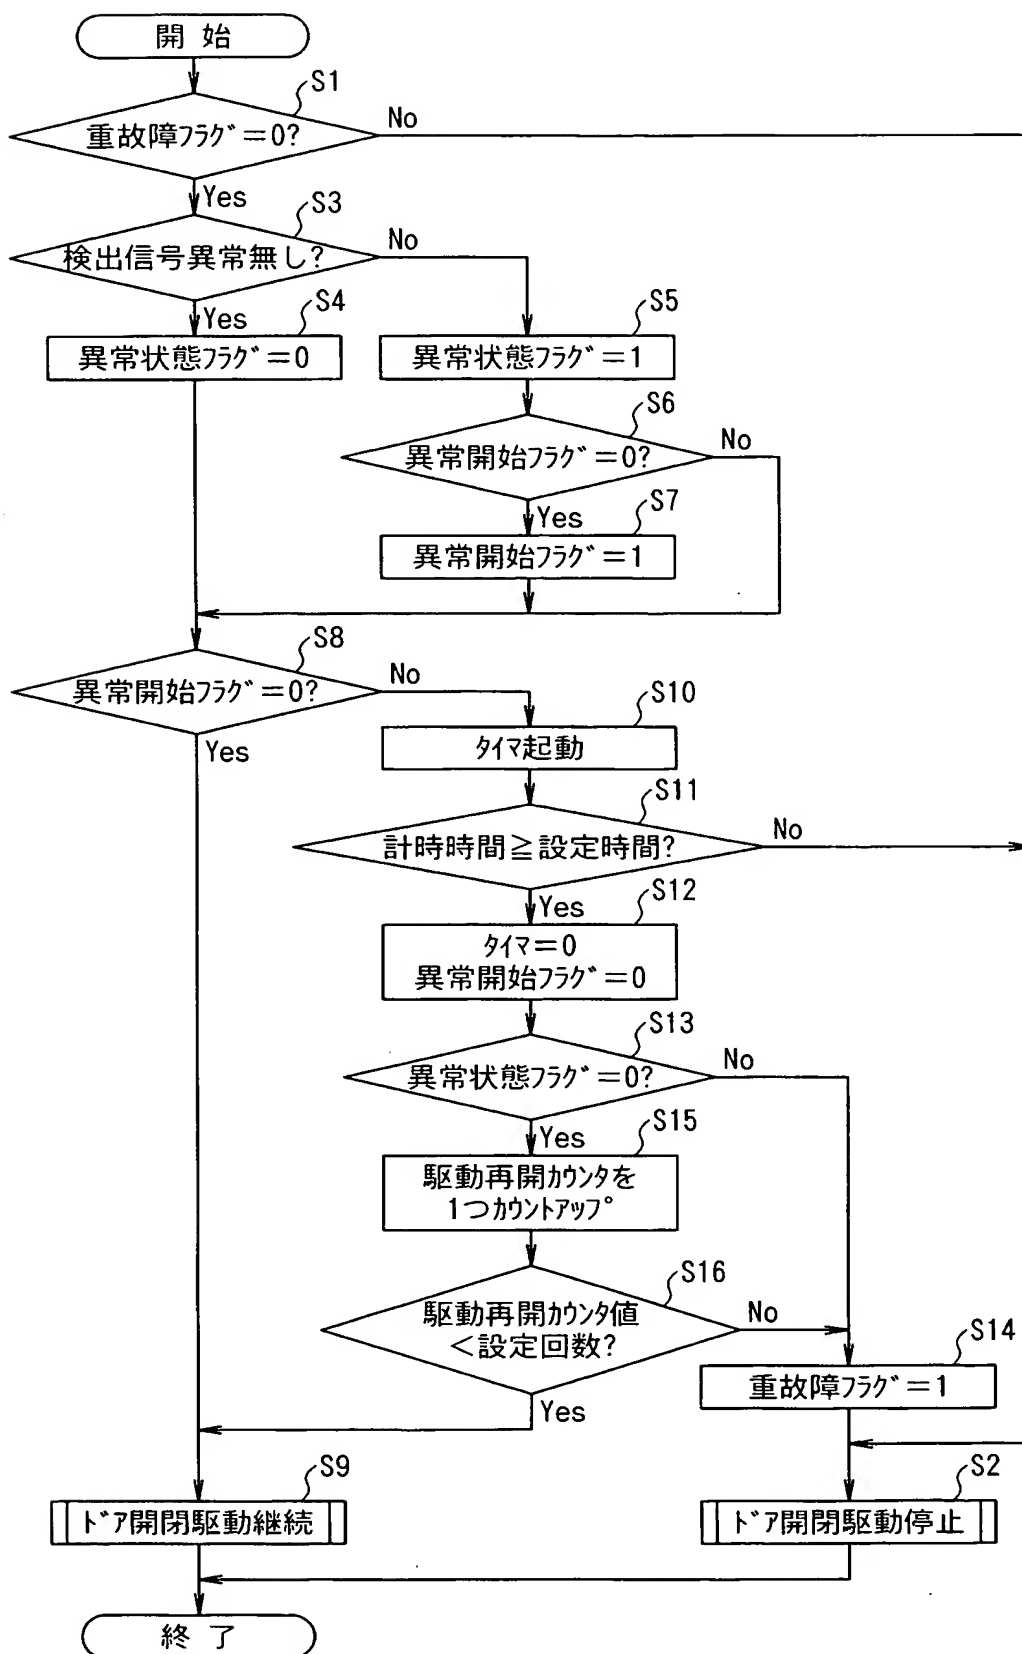 開 始
S1
重故障ﾌﾗｸﾞ=0?
No
Yes
S3
検出信号異常無し?
No
Yes
S4
異常状態ﾌﾗｸﾞ=0
S5
異常状態ﾌﾗｸﾞ=1
S6
異常開始ﾌﾗｸﾞ=0?
No
Yes
S7
異常開始ﾌﾗｸﾞ=1
S8
異常開始ﾌﾗｸﾞ=0?
No
Yes
S10
ﾀｲﾏ起動
S11
計時時間≧設定時間?
No
Yes
S12
ﾀｲﾏ=0
異常開始ﾌﾗｸﾞ=0
S13
異常状態ﾌﾗｸﾞ=0?
No
Yes
S15
駆動再開ｶｳﾝﾀを
1つｶｳﾝﾄｱｯﾌﾟ
S16
駆動再開ｶｳﾝﾀ値
<設定回数?
No
Yes
S14
重故障ﾌﾗｸﾞ=1
S9
ﾄﾞｱ開閉駆動継続
S2
ﾄﾞｱ開閉駆動停止
終 了